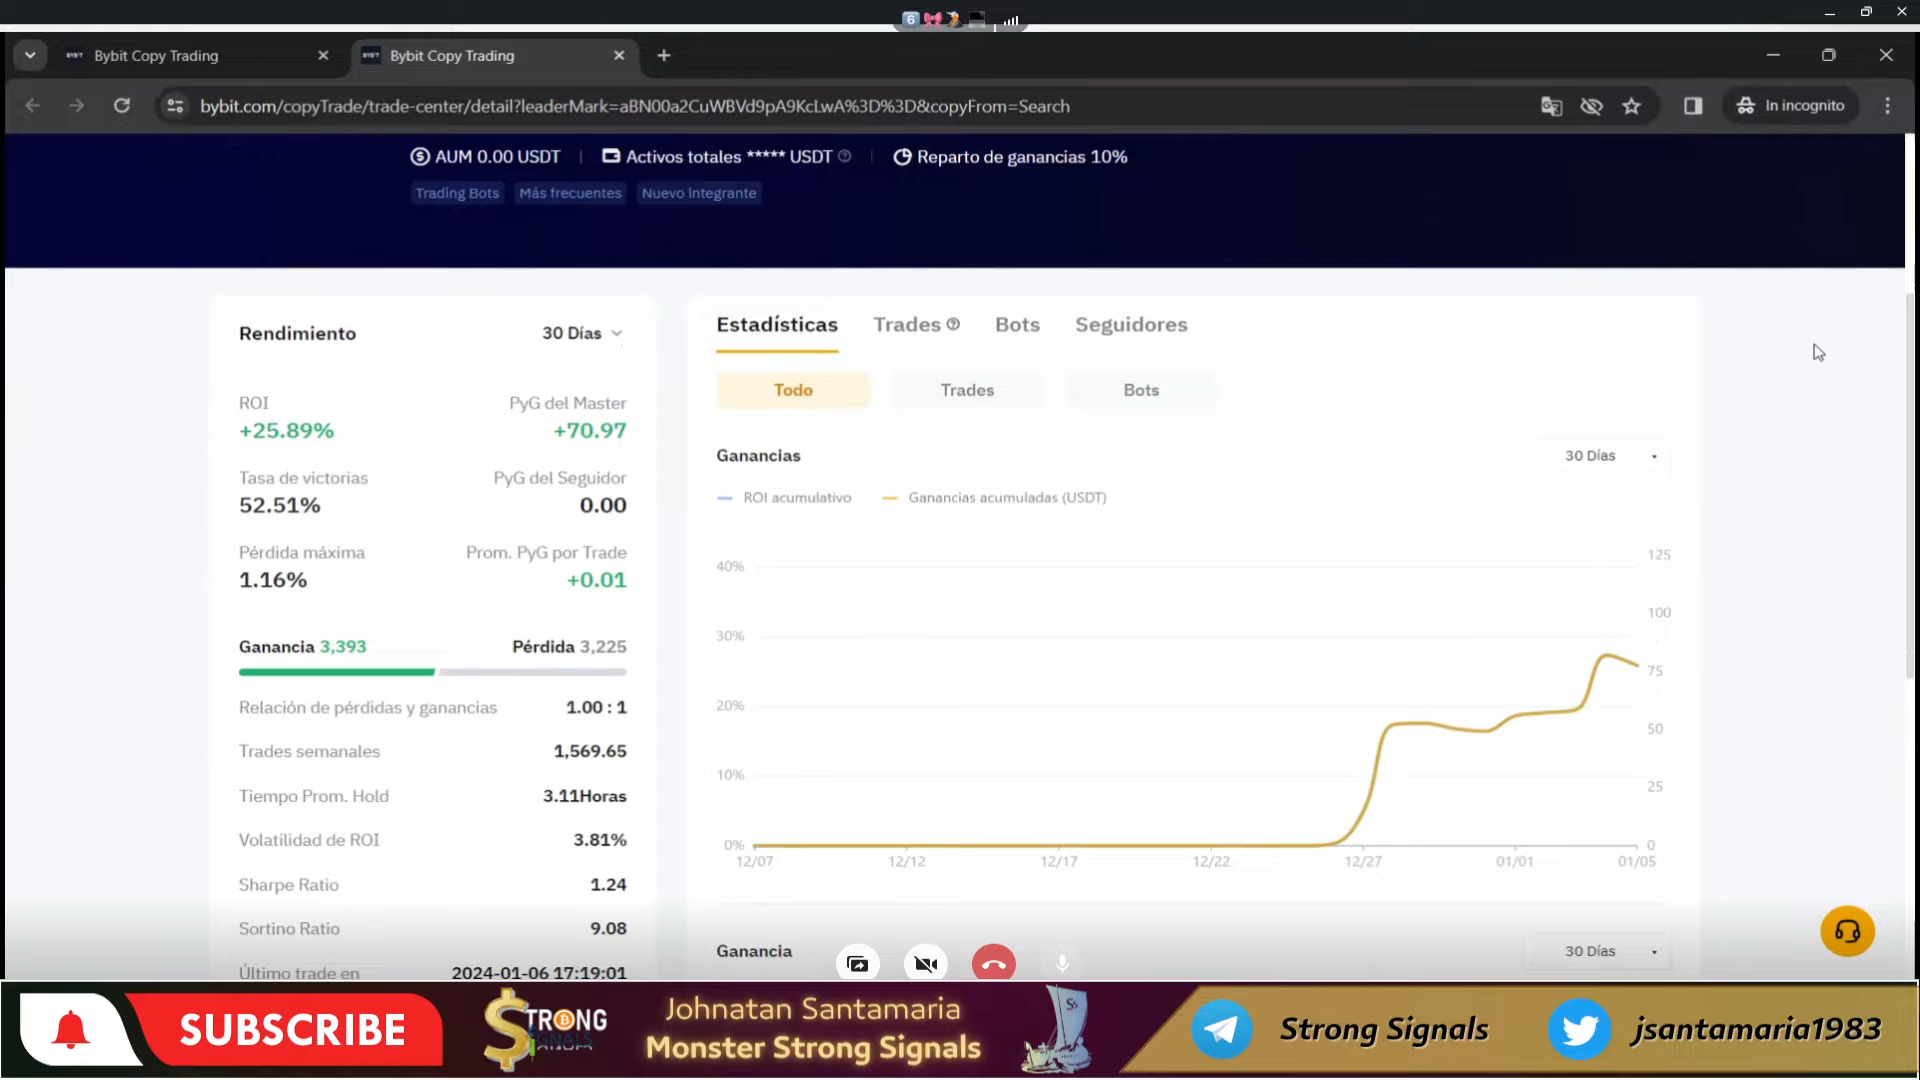 6
Bybit Copy Trading
Bybit Copy Trading
bybit.com/copyTrade/trade-center/detail?leaderMark=aBN00a2CuWBVd9pA9KcLwA%3D%3D&copyFrom=Search
In incognito
AUM 0.00 USDT
Activos totales ***** USDT
Reparto de ganancias 10%
Trading Bots
Más frecuentes
Nuevo integrante
Rendimiento
30 Días
ROI
PyG del Master
+25.89%
+70.97
Tasa de victorias
PyG del Seguidor
52.51%
0.00
Pérdida máxima
Prom. PyG por Trade
1.16%
+0.01
Ganancia 3,393
Pérdida 3,225
Relación de pérdidas y ganancias
1.00 : 1
Trades semanales
1,569.65
Tiempo Prom. Hold
3.11Horas
Volatilidad de ROI
3.81%
Sharpe Ratio
1.24
Sortino Ratio
9.08
Último trade en
2024-01-06 17:19:01
Estadísticas
Trades
Bots
Seguidores
Todo
Trades
Bots
Ganancias
30 Días
ROI acumulativo
Ganancias acumuladas (USDT)
40%
30%
20%
10%
0%
125
100
75
50
25
0
12/07
12/12
12/17
12/22
12/27
01/01
01/05
Ganancia
30 Días
SUBSCRIBE
STRONG
SIGNALS
Johnatan Santamaria
Monster Strong Signals
Ss
Strong Signals
jsantamaria1983